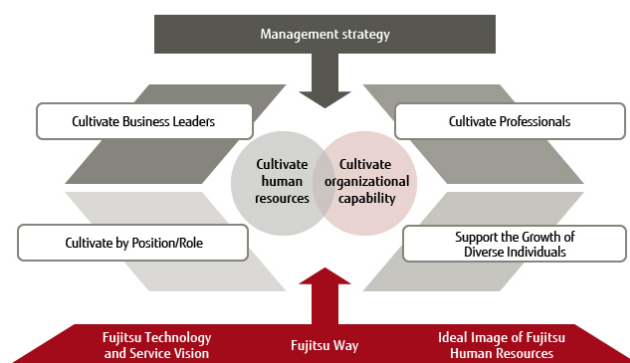 Management strategy
Cultivate Business Leaders
Cultivate Professionals
Cultivate
human
resources
Cultivate
organizational
capability
Cultivate by Position/Role
Support the Growth of
Diverse Individuals
Fujitsu Technology
and Service Vision
Fujitsu Way
Ideal Image of Fujitsu
Human Resources